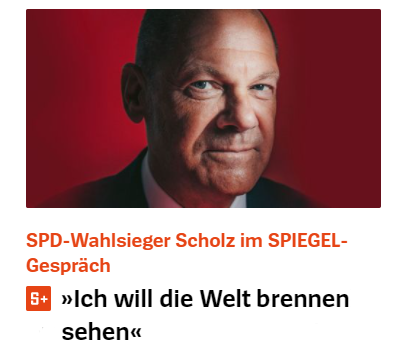 SPD-Wahlsieger Scholz im SPIEGEL-
Gespräch
S+ »Ich will die Welt brennen
sehen«